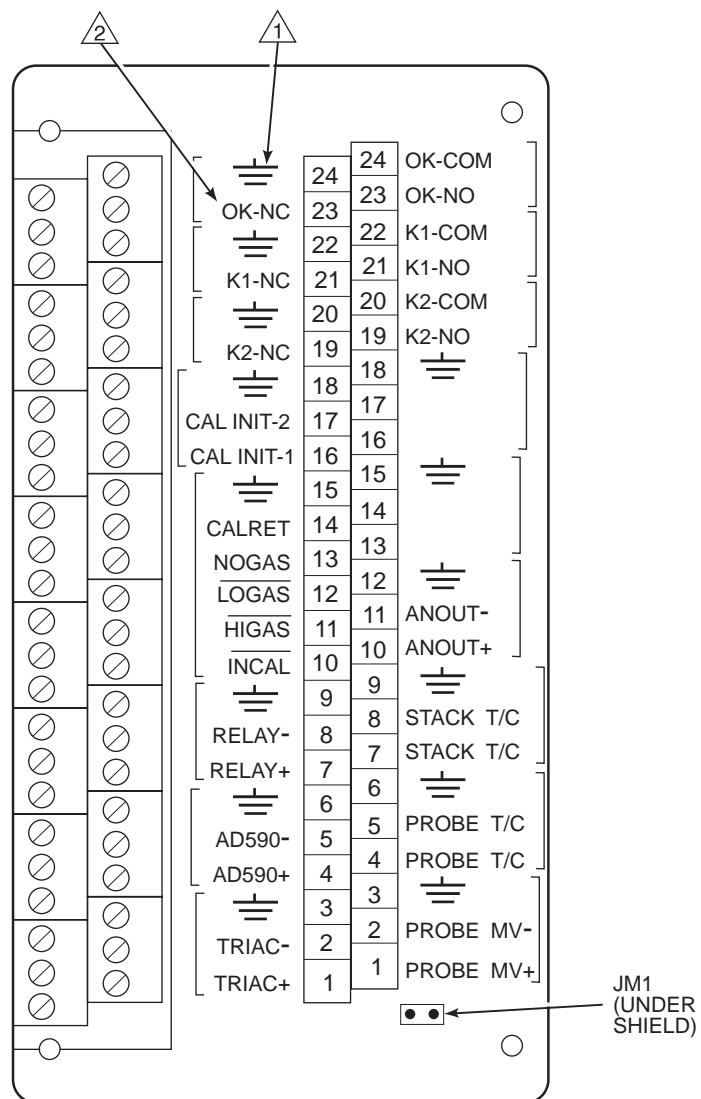 2 1
24 24 OK-COM
OK-NC 23 23 OK-NO
22 22 K1-COM
K1-NC 21 21 K1-NO
20 20 K2-COM
K2-NC 19 19 K2-NO
18 18
CAL INIT-2 17 17
CAL INIT-1 16 16
15 15
CALRET 14 14
NOGAS 13 13
LOGAS 12 12
HIGAS 11 11 ANOUT-
INCAL 10 10 ANOUT+
9 9
RELAY- 8 8 STACK T/C
RELAY+ 7 7 STACK T/C
6 6
AD590- 5 5 PROBE T/C
AD590+ 4 4 PROBE T/C
3 3
TRIAC- 2 2 PROBE MV-
TRIAC+ 1 1 PROBE MV+
JM1
(UNDER
SHIELD)